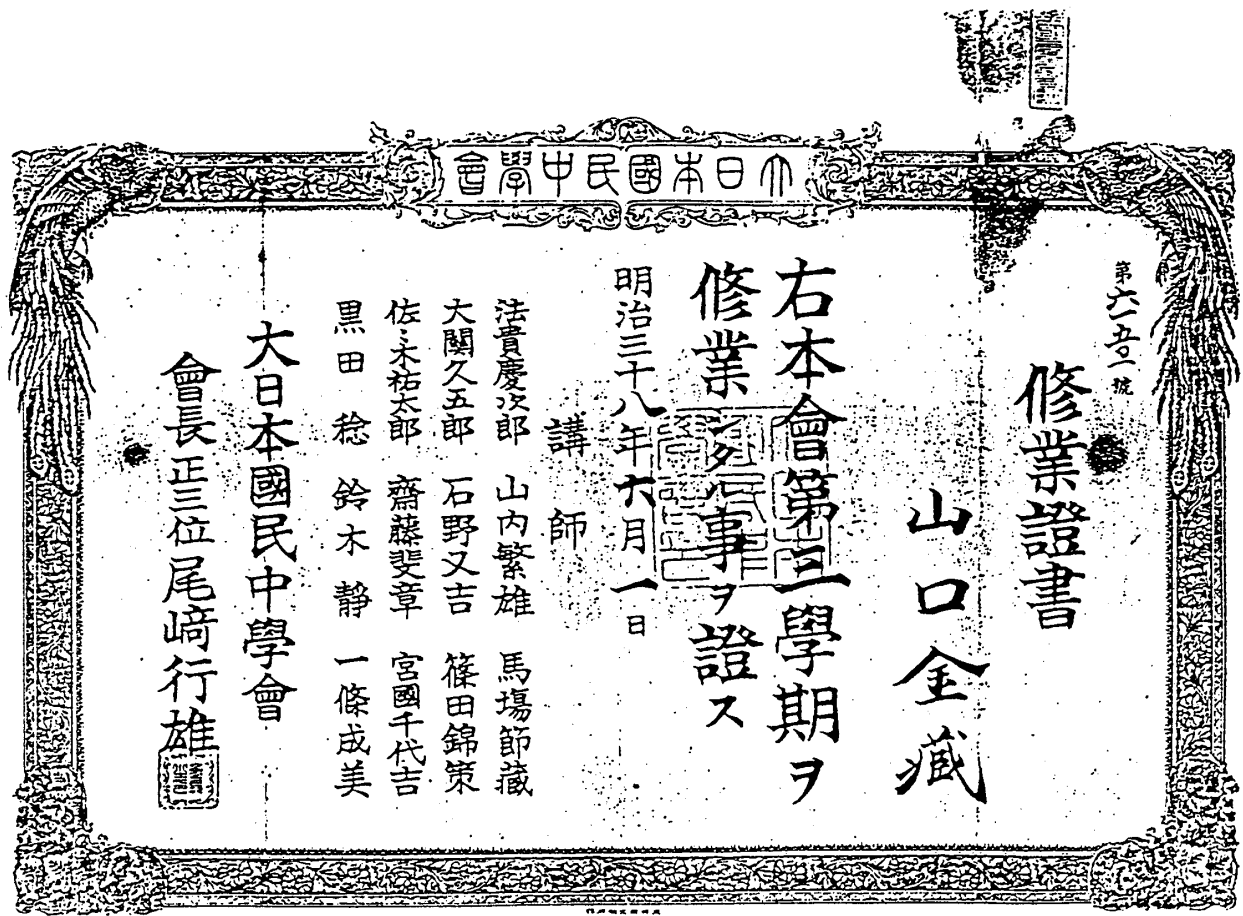 大日本國民中學會
第六一五二號
修業證書
山口金藏
右本會第三學期ヲ
修業シタル事ヲ證ス
明治三十八年六月一日
講師
法貴慶次郎 山内繁雄 馬場節藏
大關久五郎 石野又吉 篠田錦策
佐々木祐太郎 齋藤斐章 宮國千代吉
黒田稔 鈴木靜 一條成美
大日本國民中學會
會長正三位尾﨑行雄